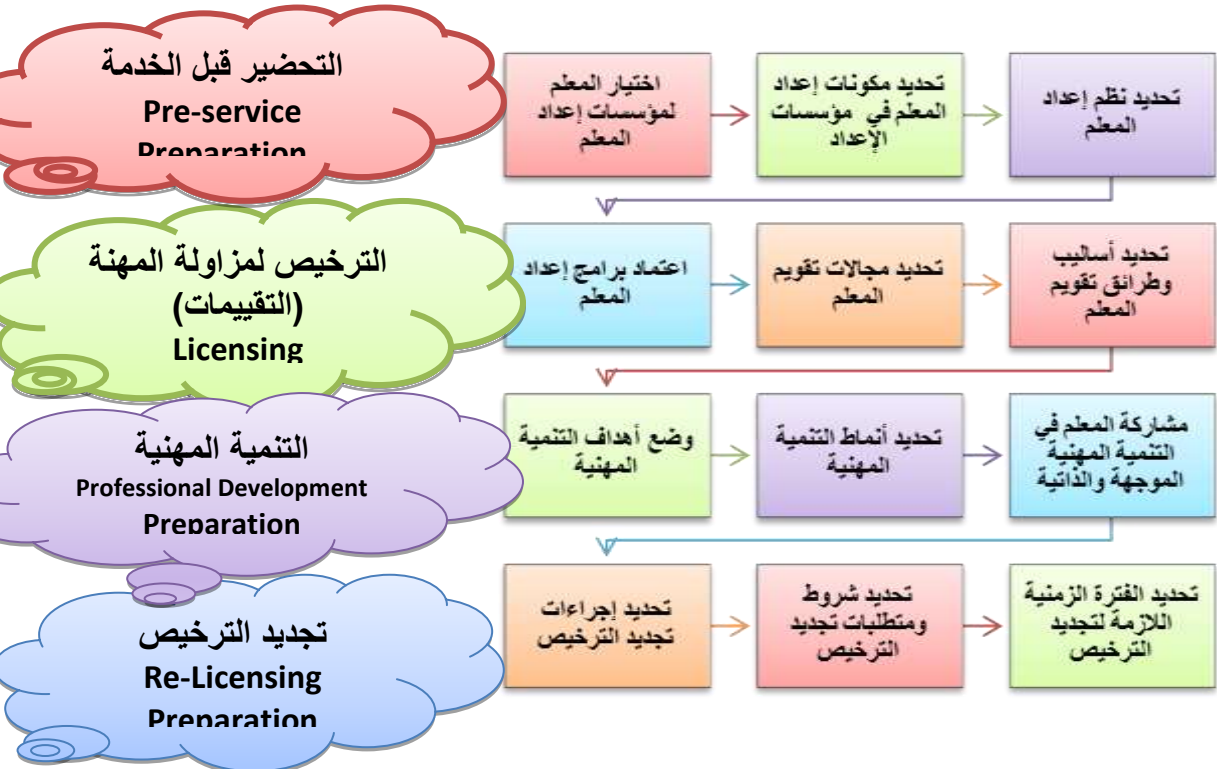 التحضير قبل الخدمة
Pre-service
Preparation
اختيار المعلم
لمؤسسات إعداد
المعلم
تحديد مكونات إعداد
المعلم في مؤسسات
الإعداد
تحديد نظم إعداد
المعلم
الترخيص لمزاولة المهنة
(التقييمات)
Licensing
اعتماد برامج إعداد
المعلم
تحديد مجالات تقويم
المعلم
تحديد أساليب
وطرائق تقويم
المعلم
التنمية المهنية
Professional Development
Preparation
وضع أهداف التنمية
المهنية
تحديد أنماط التنمية
المهنية
مشاركة المعلم في
التنمية المهنية
الموجهة والذاتية
تجديد الترخيص
Re-Licensing
Preparation
تحديد إجراءات
تجديد الترخيص
تحديد شروط
ومتطلبات تجديد
الترخيص
تحديد الفترة الزمنية
اللازمة لتجديد
الترخيص